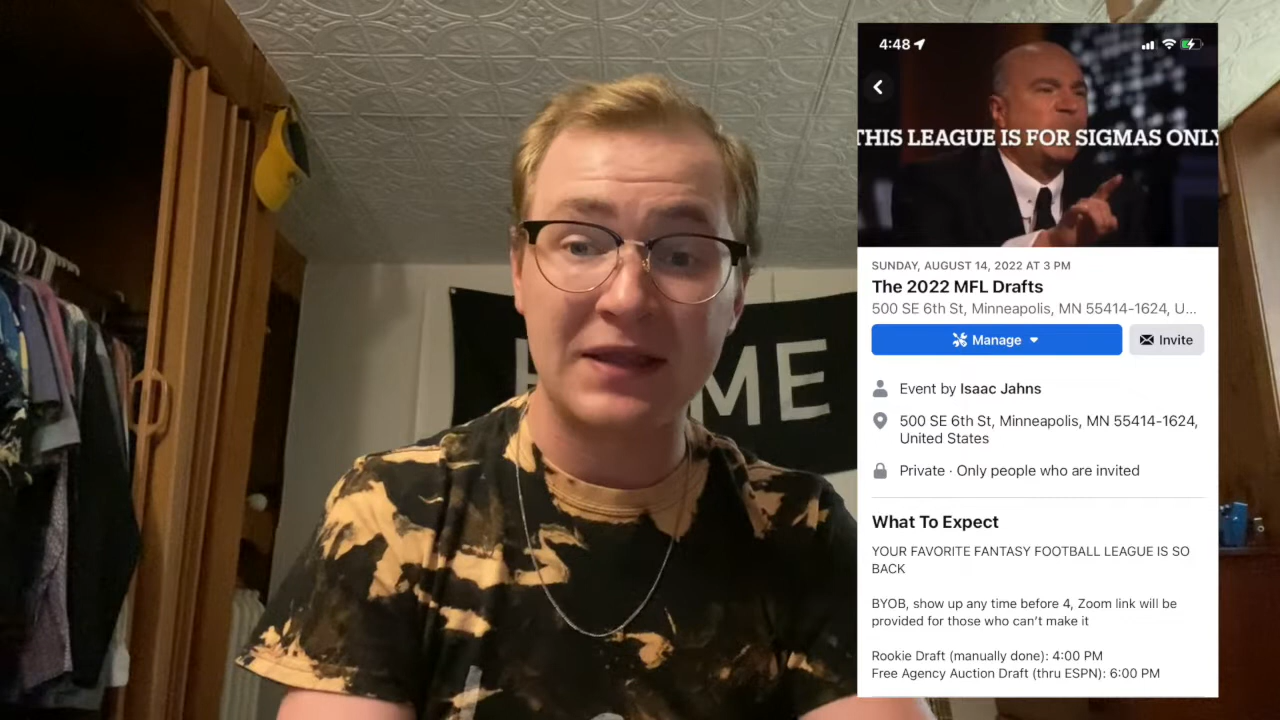 4:48
THIS LEAGUE IS FOR SIGMAS ONLY
SUNDAY, AUGUST 14, 2022 AT 3 PM
The 2022 MFL Drafts
500 SE 6th St, Minneapolis, MN 55414-1624, U...
Manage
Invite
Event by Isaac Jahns
500 SE 6th St, Minneapolis, MN 55414-1624,
United States
Private · Only people who are invited
What To Expect
YOUR FAVORITE FANTASY FOOTBALL LEAGUE IS SO
BACK
BYOB, show up any time before 4, Zoom link will be
provided for those who can't make it
Rookie Draft (manually done): 4:00 PM
Free Agency Auction Draft (thru ESPN): 6:00 PM